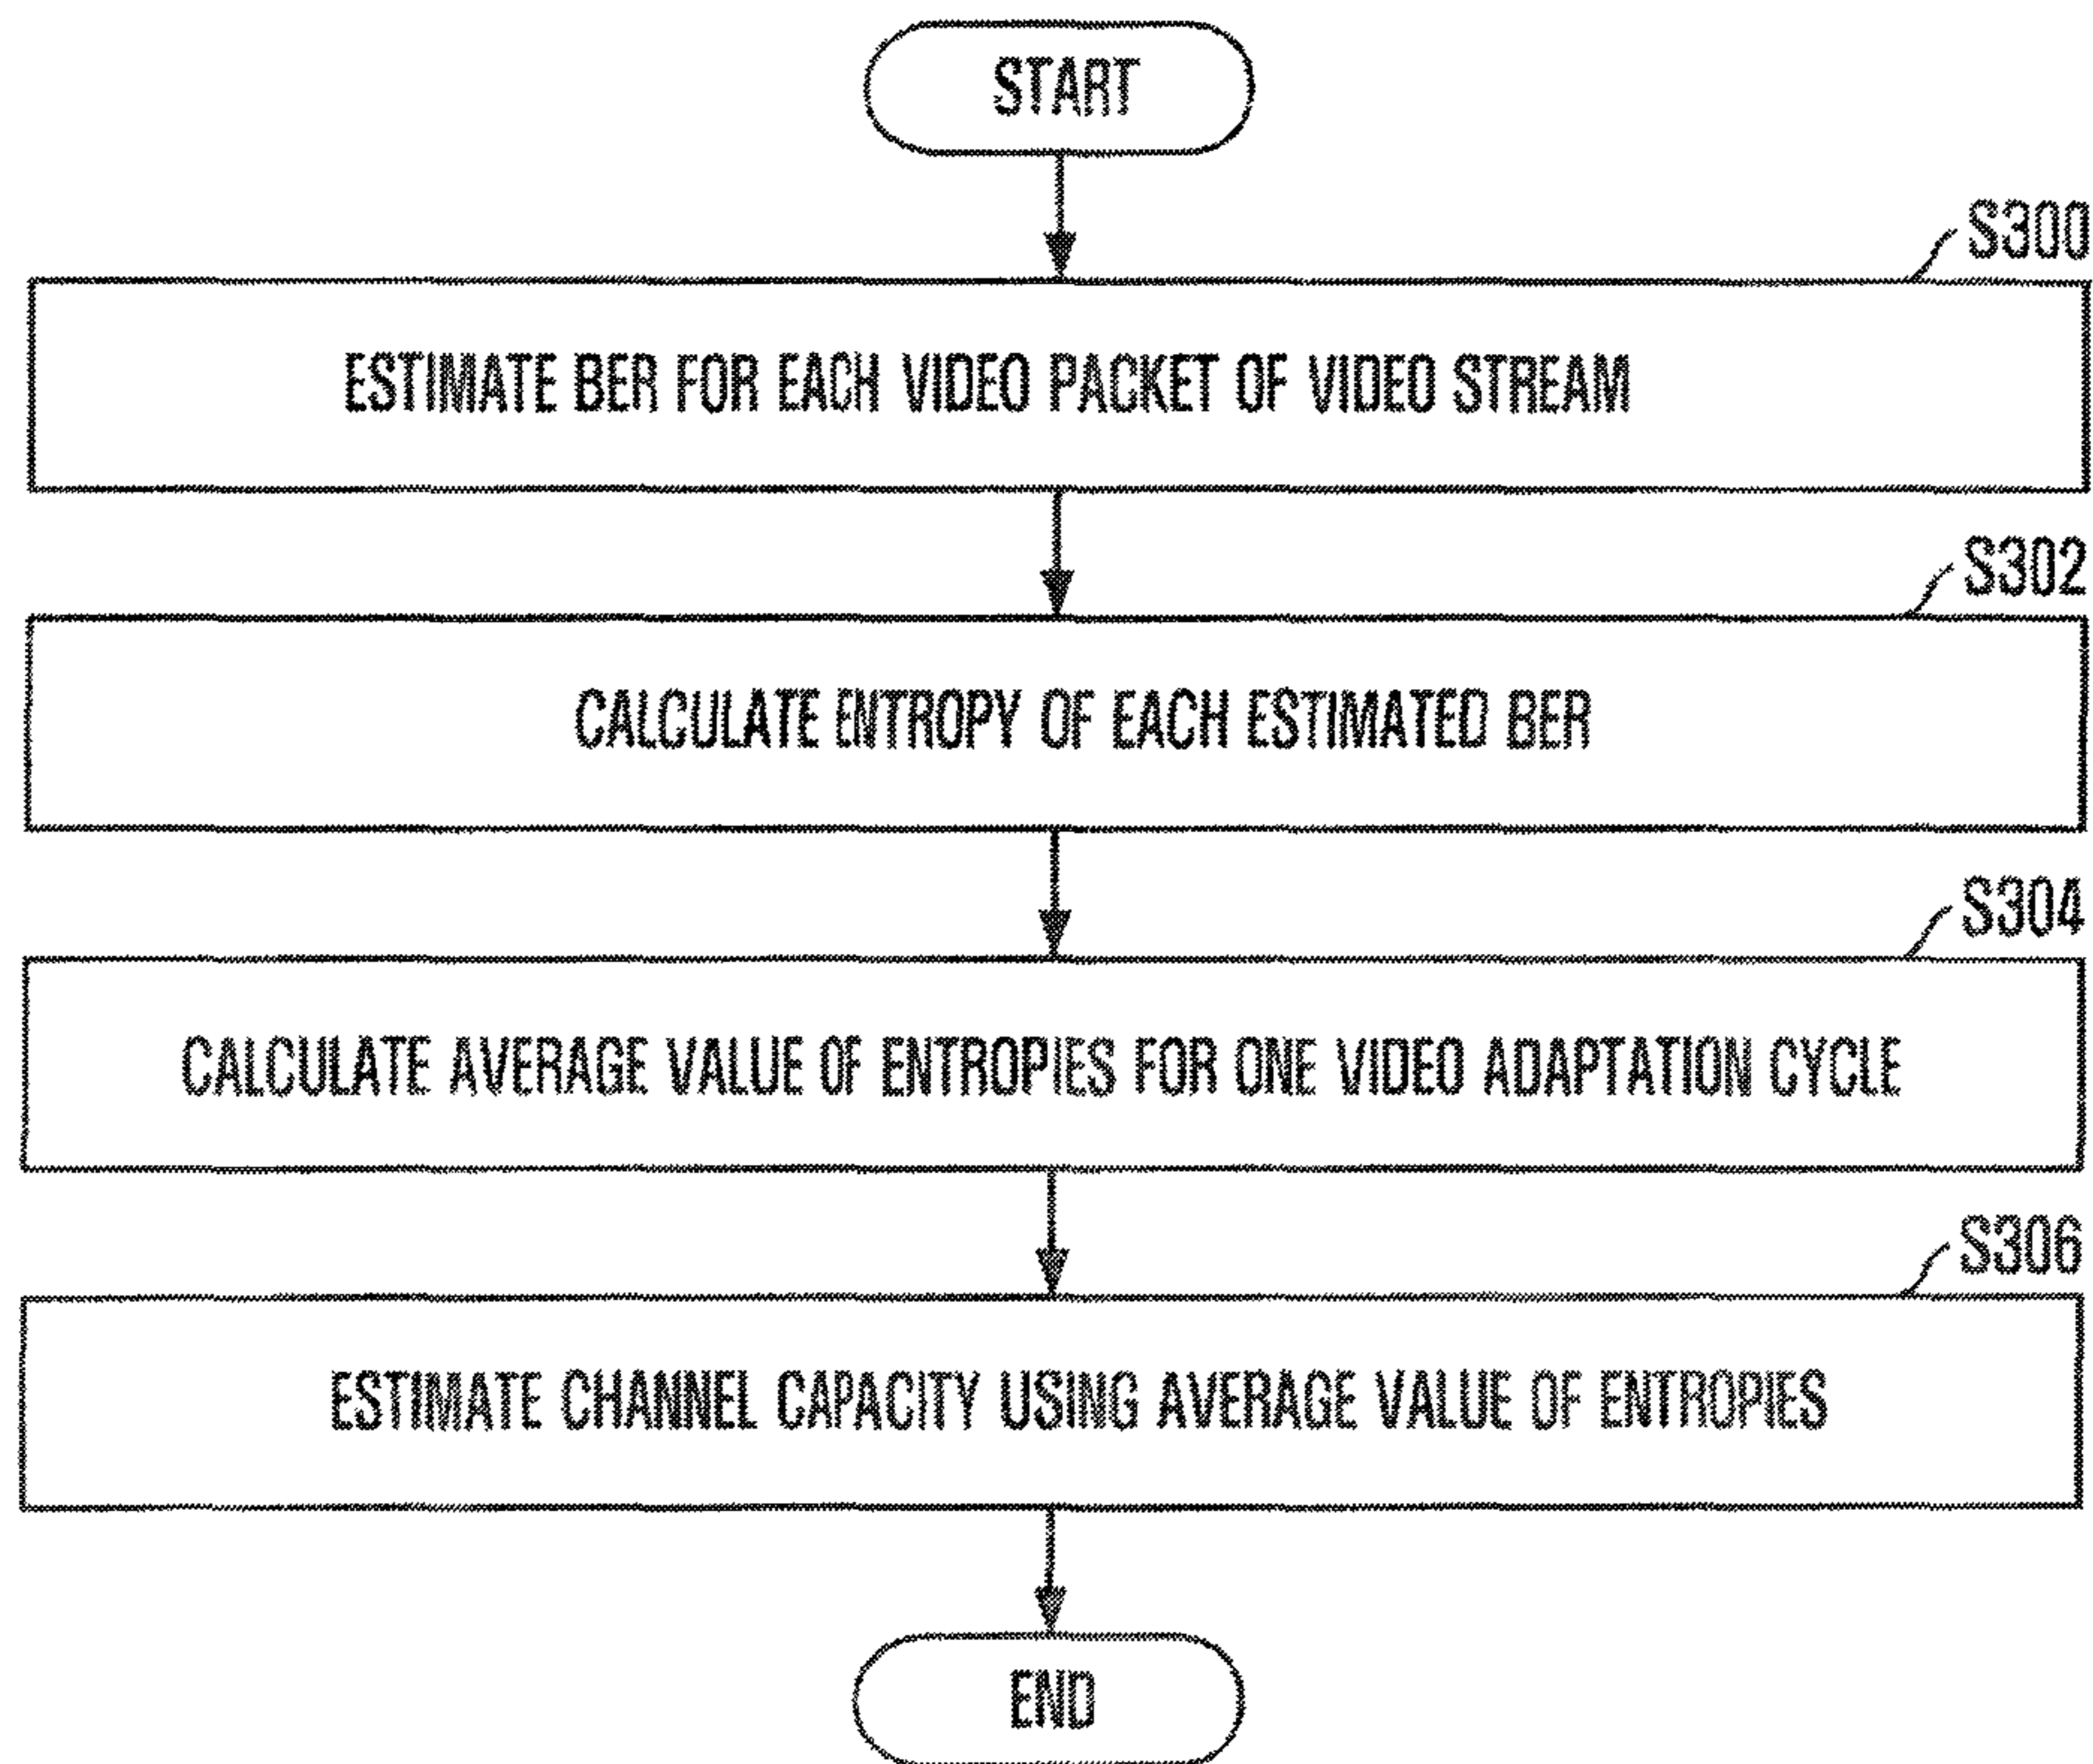 START
S300
ESTIMATE BER FOR EACH VIDEO PACKET OF VIDEO STREAM
S302
CALCULATE ENTROPY OF EACH ESTIMATED BER
S304
CALCULATE AVERAGE VALUE OF ENTROPIES FOR ONE VIDEO ADAPTATION CYCLE
S306
ESTIMATE CHANNEL CAPACITY USING AVERAGE VALUE OF ENTROPIES
END